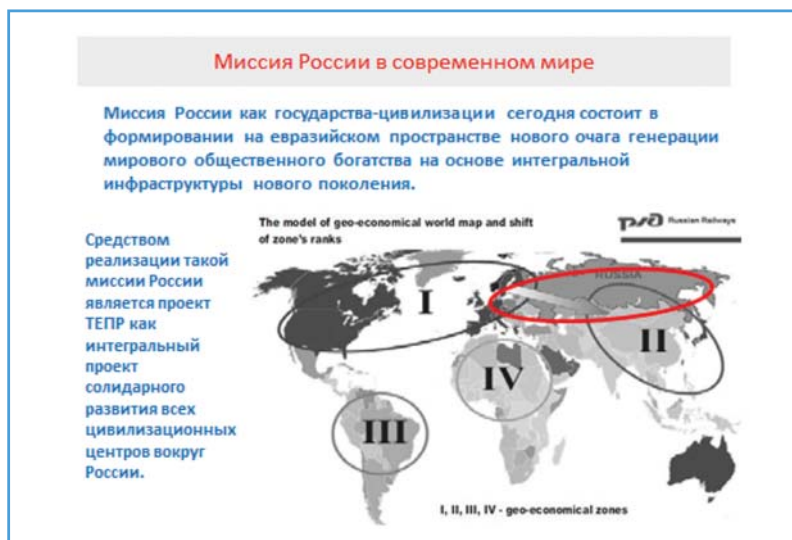 Миссия России в современном мире
Миссия России как государства-цивилизации сегодня состоит в
формировании на евразийском пространстве нового очага генерации
мирового общественного богатства на основе интегральной
инфраструктуры нового поколения.
The model of geo-economical world map and shift
of zone's ranks
Russian Railways
Средством
реализации такой
миссии России
является проект
ТЕПР как
интегральный
проект
солидарного
развития всех
цивилизационных
центров вокруг
России.
RUSSIA
I
II
IV
III
I, II, III, IV - geo-economical zones